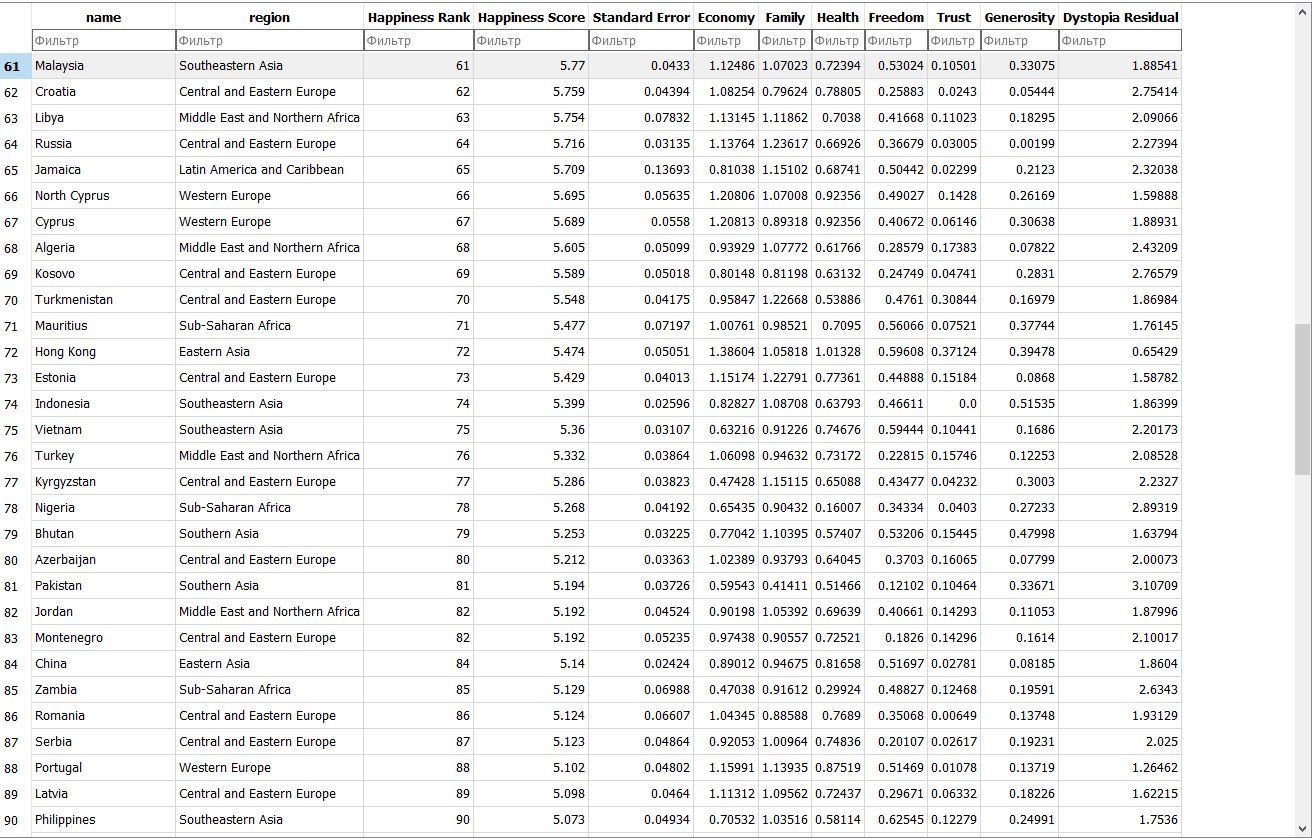 name region Happiness Rank Happiness Score Standard Error Economy Family Health Freedom Trust Generosity Dystopia Residual
Фильтр Фильтр Фильтр Фильтр Фильтр Фильтр Фильтр Фильтр Фильтр Фильтр Фильтр Фильтр
61 Malaysia Southeastern Asia 61 5.77 0.0433 1.12486 1.07023 0.72394 0.53024 0.10501 0.33075 1.88541
62 Croatia Central and Eastern Europe 62 5.759 0.04394 1.08254 0.79624 0.78805 0.25883 0.0243 0.05444 2.75414
63 Libya Middle East and Northern Africa 63 5.754 0.07832 1.13145 1.11862 0.7038 0.41668 0.11023 0.18295 2.09066
64 Russia Central and Eastern Europe 64 5.716 0.03135 1.13764 1.23617 0.66926 0.36679 0.03005 0.00199 2.27394
65 Jamaica Latin America and Caribbean 65 5.709 0.13693 0.81038 1.15102 0.68741 0.50442 0.02299 0.2123 2.32038
66 North Cyprus Western Europe 66 5.695 0.05635 1.20806 1.07008 0.92356 0.49027 0.1428 0.26169 1.59888
67 Cyprus Western Europe 67 5.689 0.0558 1.20813 0.89318 0.92356 0.40672 0.06146 0.30638 1.88931
68 Algeria Middle East and Northern Africa 68 5.605 0.05099 0.93929 1.07772 0.61766 0.28579 0.17383 0.07822 2.43209
69 Kosovo Central and Eastern Europe 69 5.589 0.05018 0.80148 0.81198 0.63132 0.24749 0.04741 0.2831 2.76579
70 Turkmenistan Central and Eastern Europe 70 5.548 0.04175 0.95847 1.22668 0.53886 0.4761 0.30844 0.16979 1.86984
71 Mauritius Sub-Saharan Africa 71 5.477 0.07197 1.00761 0.98521 0.7095 0.56066 0.07521 0.37744 1.76145
72 Hong Kong Eastern Asia 72 5.474 0.05051 1.38604 1.05818 1.01328 0.59608 0.37124 0.39478 0.65429
73 Estonia Central and Eastern Europe 73 5.429 0.04013 1.15174 1.22791 0.77361 0.44888 0.15184 0.0868 1.58782
74 Indonesia Southeastern Asia 74 5.399 0.02596 0.82827 1.08708 0.63793 0.46611 0.0 0.51535 1.86399
75 Vietnam Southeastern Asia 75 5.36 0.03107 0.63216 0.91226 0.74676 0.59444 0.10441 0.1686 2.20173
76 Turkey Middle East and Northern Africa 76 5.332 0.03864 1.06098 0.94632 0.73172 0.22815 0.15746 0.12253 2.08528
77 Kyrgyzstan Central and Eastern Europe 77 5.286 0.03823 0.47428 1.15115 0.65088 0.43477 0.04232 0.3003 2.2327
78 Nigeria Sub-Saharan Africa 78 5.268 0.04192 0.65435 0.90432 0.16007 0.34334 0.0403 0.27233 2.89319
79 Bhutan Southern Asia 79 5.253 0.03225 0.77042 1.10395 0.57407 0.53206 0.15445 0.47998 1.63794
80 Azerbaijan Central and Eastern Europe 80 5.212 0.03363 1.02389 0.93793 0.64045 0.3703 0.16065 0.07799 2.00073
81 Pakistan Southern Asia 81 5.194 0.03726 0.59543 0.41411 0.51466 0.12102 0.10464 0.33671 3.10709
82 Jordan Middle East and Northern Africa 82 5.192 0.04524 0.90198 1.05392 0.69639 0.40661 0.14293 0.11053 1.87996
83 Montenegro Central and Eastern Europe 82 5.192 0.05235 0.97438 0.90557 0.72521 0.1826 0.14296 0.1614 2.10017
84 China Eastern Asia 84 5.14 0.02424 0.89012 0.94675 0.81658 0.51697 0.02781 0.08185 1.8604
85 Zambia Sub-Saharan Africa 85 5.129 0.06988 0.47038 0.91612 0.29924 0.48827 0.12468 0.19591 2.6343
86 Romania Central and Eastern Europe 86 5.124 0.06607 1.04345 0.88588 0.7689 0.35068 0.00649 0.13748 1.93129
87 Serbia Central and Eastern Europe 87 5.123 0.04864 0.92053 1.00964 0.74836 0.20107 0.02617 0.19231 2.025
88 Portugal Western Europe 88 5.102 0.04802 1.15991 1.13935 0.87519 0.51469 0.01078 0.13719 1.26462
89 Latvia Central and Eastern Europe 89 5.098 0.0464 1.11312 1.09562 0.72437 0.29671 0.06332 0.18226 1.62215
90 Philippines Southeastern Asia 90 5.073 0.04934 0.70532 1.03516 0.58114 0.62545 0.12279 0.24991 1.7536